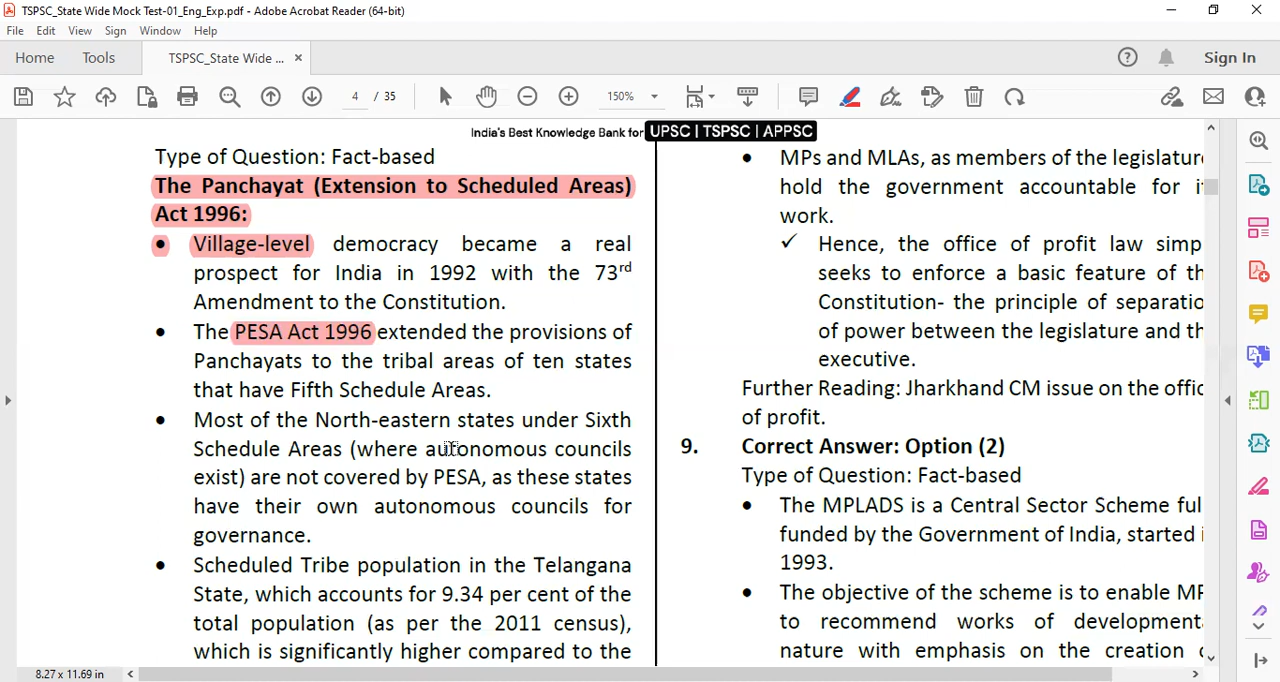 TSPSC_State Wide Mock Test-01_Eng_Exp.pdf - Adobe Acrobat Reader (64-bit)
File Edit View Sign Window Help
Home Tools TSPSC_State Wide ... × Sign In
4 / 35 150%
India's Best Knowledge Bank for UPSC | TSPSC | APPSC
Type of Question: Fact-based
The Panchayat (Extension to Scheduled Areas)
Act 1996:
• Village-level democracy became a real
prospect for India in 1992 with the 73rd
Amendment to the Constitution.
• The PESA Act 1996 extended the provisions of
Panchayats to the tribal areas of ten states
that have Fifth Schedule Areas.
• Most of the North-eastern states under Sixth
Schedule Areas (where autonomous councils
exist) are not covered by PESA, as these states
have their own autonomous councils for
governance.
• Scheduled Tribe population in the Telangana
State, which accounts for 9.34 per cent of the
total population (as per the 2011 census),
which is significantly higher compared to the
• MPs and MLAs, as members of the legislatur
hold the government accountable for i
work.
✓ Hence, the office of profit law simp
seeks to enforce a basic feature of th
Constitution- the principle of separatio
of power between the legislature and th
executive.
Further Reading: Jharkhand CM issue on the offic
of profit.
9. Correct Answer: Option (2)
Type of Question: Fact-based
• The MPLADS is a Central Sector Scheme ful
funded by the Government of India, started i
1993.
• The objective of the scheme is to enable MP
to recommend works of development
nature with emphasis on the creation
8.27 x 11.69 in